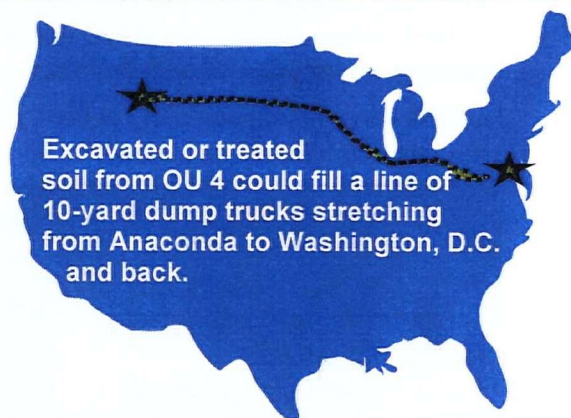 Excavated or treated
soil from OU 4 could fill a line of
10-yard dump trucks stretching
from Anaconda to Washington, D.C.
and back.